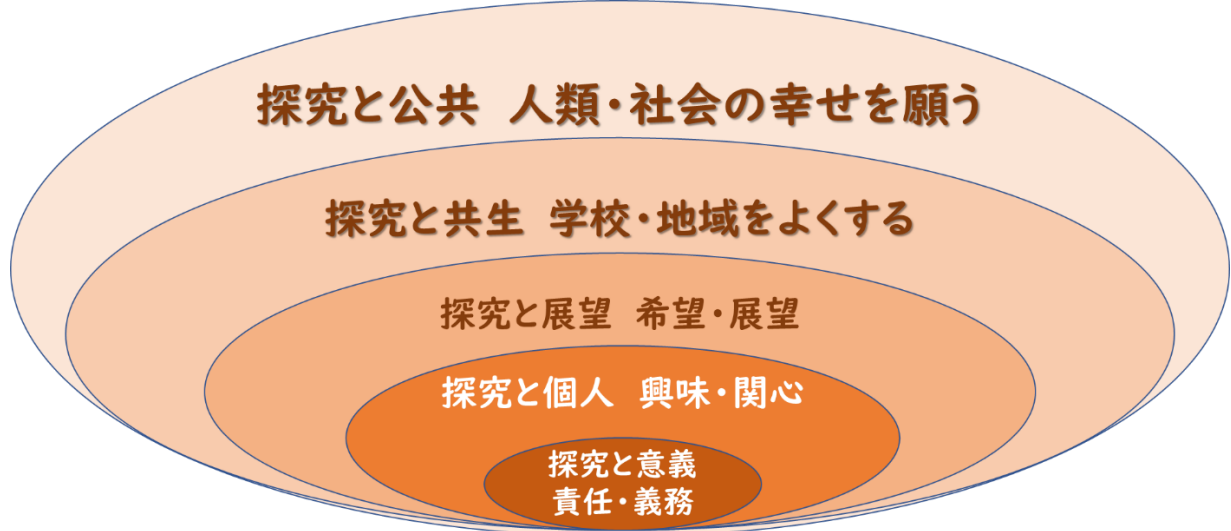 探究と公共 人類・社会の幸せを願う
探究と共生 学校・地域をよくする
探究と展望 希望・展望
探究と個人 興味・関心
探究と意義
責任・義務